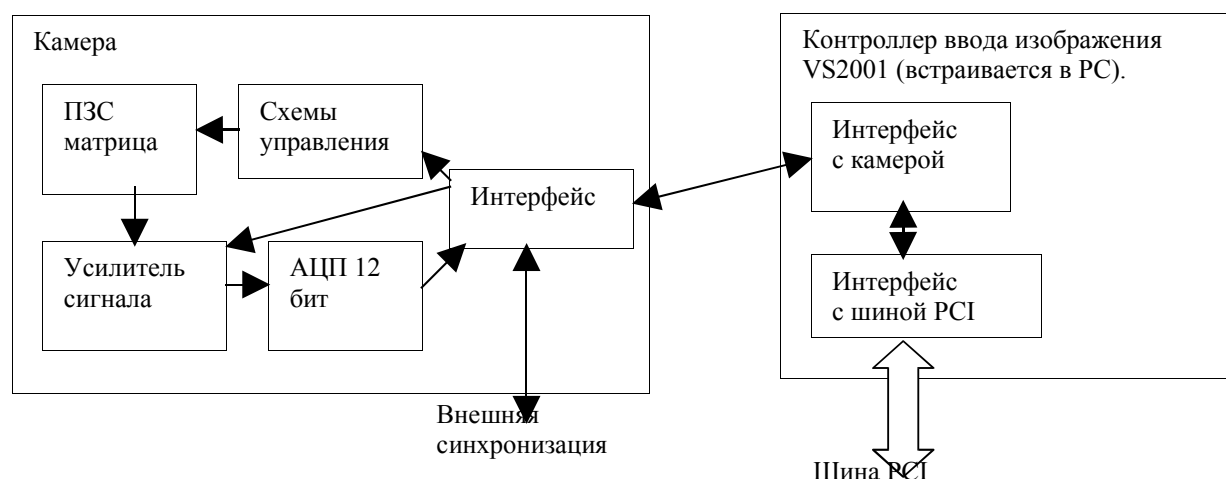 Камера
ПЗС
матрица
Схемы
управления
Интерфейс
Усилитель
сигнала
АЦП 12
бит
Внешняя
синхронизация
Контроллер ввода изображения
VS2001 (встраивается в PC).
Интерфейс
с камерой
Интерфейс
с шиной PCI
Шина PCI